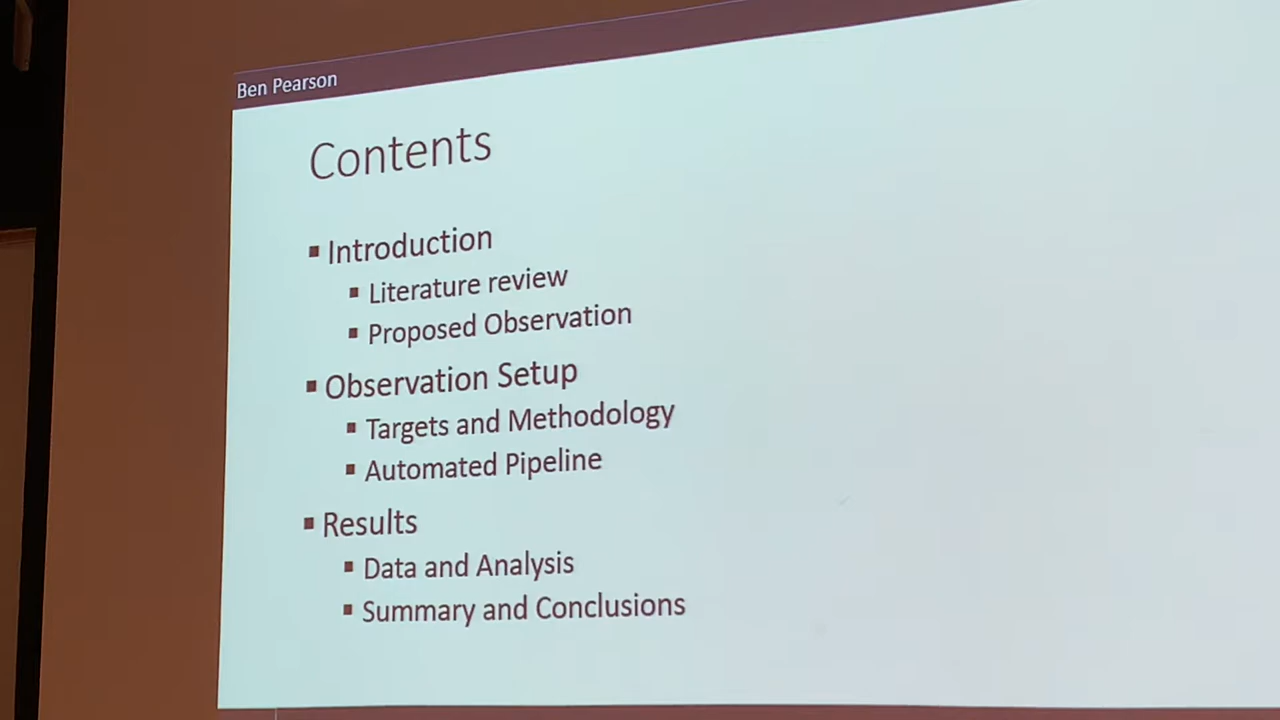 Ben Pearson
Contents
Introduction
Literature review
Proposed Observation
Observation Setup
Targets and Methodology
Automated Pipeline
Results
Data and Analysis
Summary and Conclusions